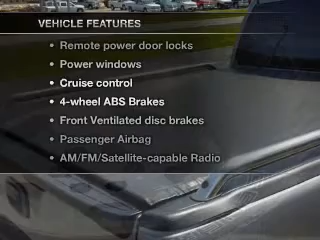 VEHICLE FEATURES
• Remote power door locks
• Power windows
• Cruise control
• 4-wheel ABS Brakes
• Front Ventilated disc brakes
• Passenger Airbag
• AM/FM/Satellite-capable Radio